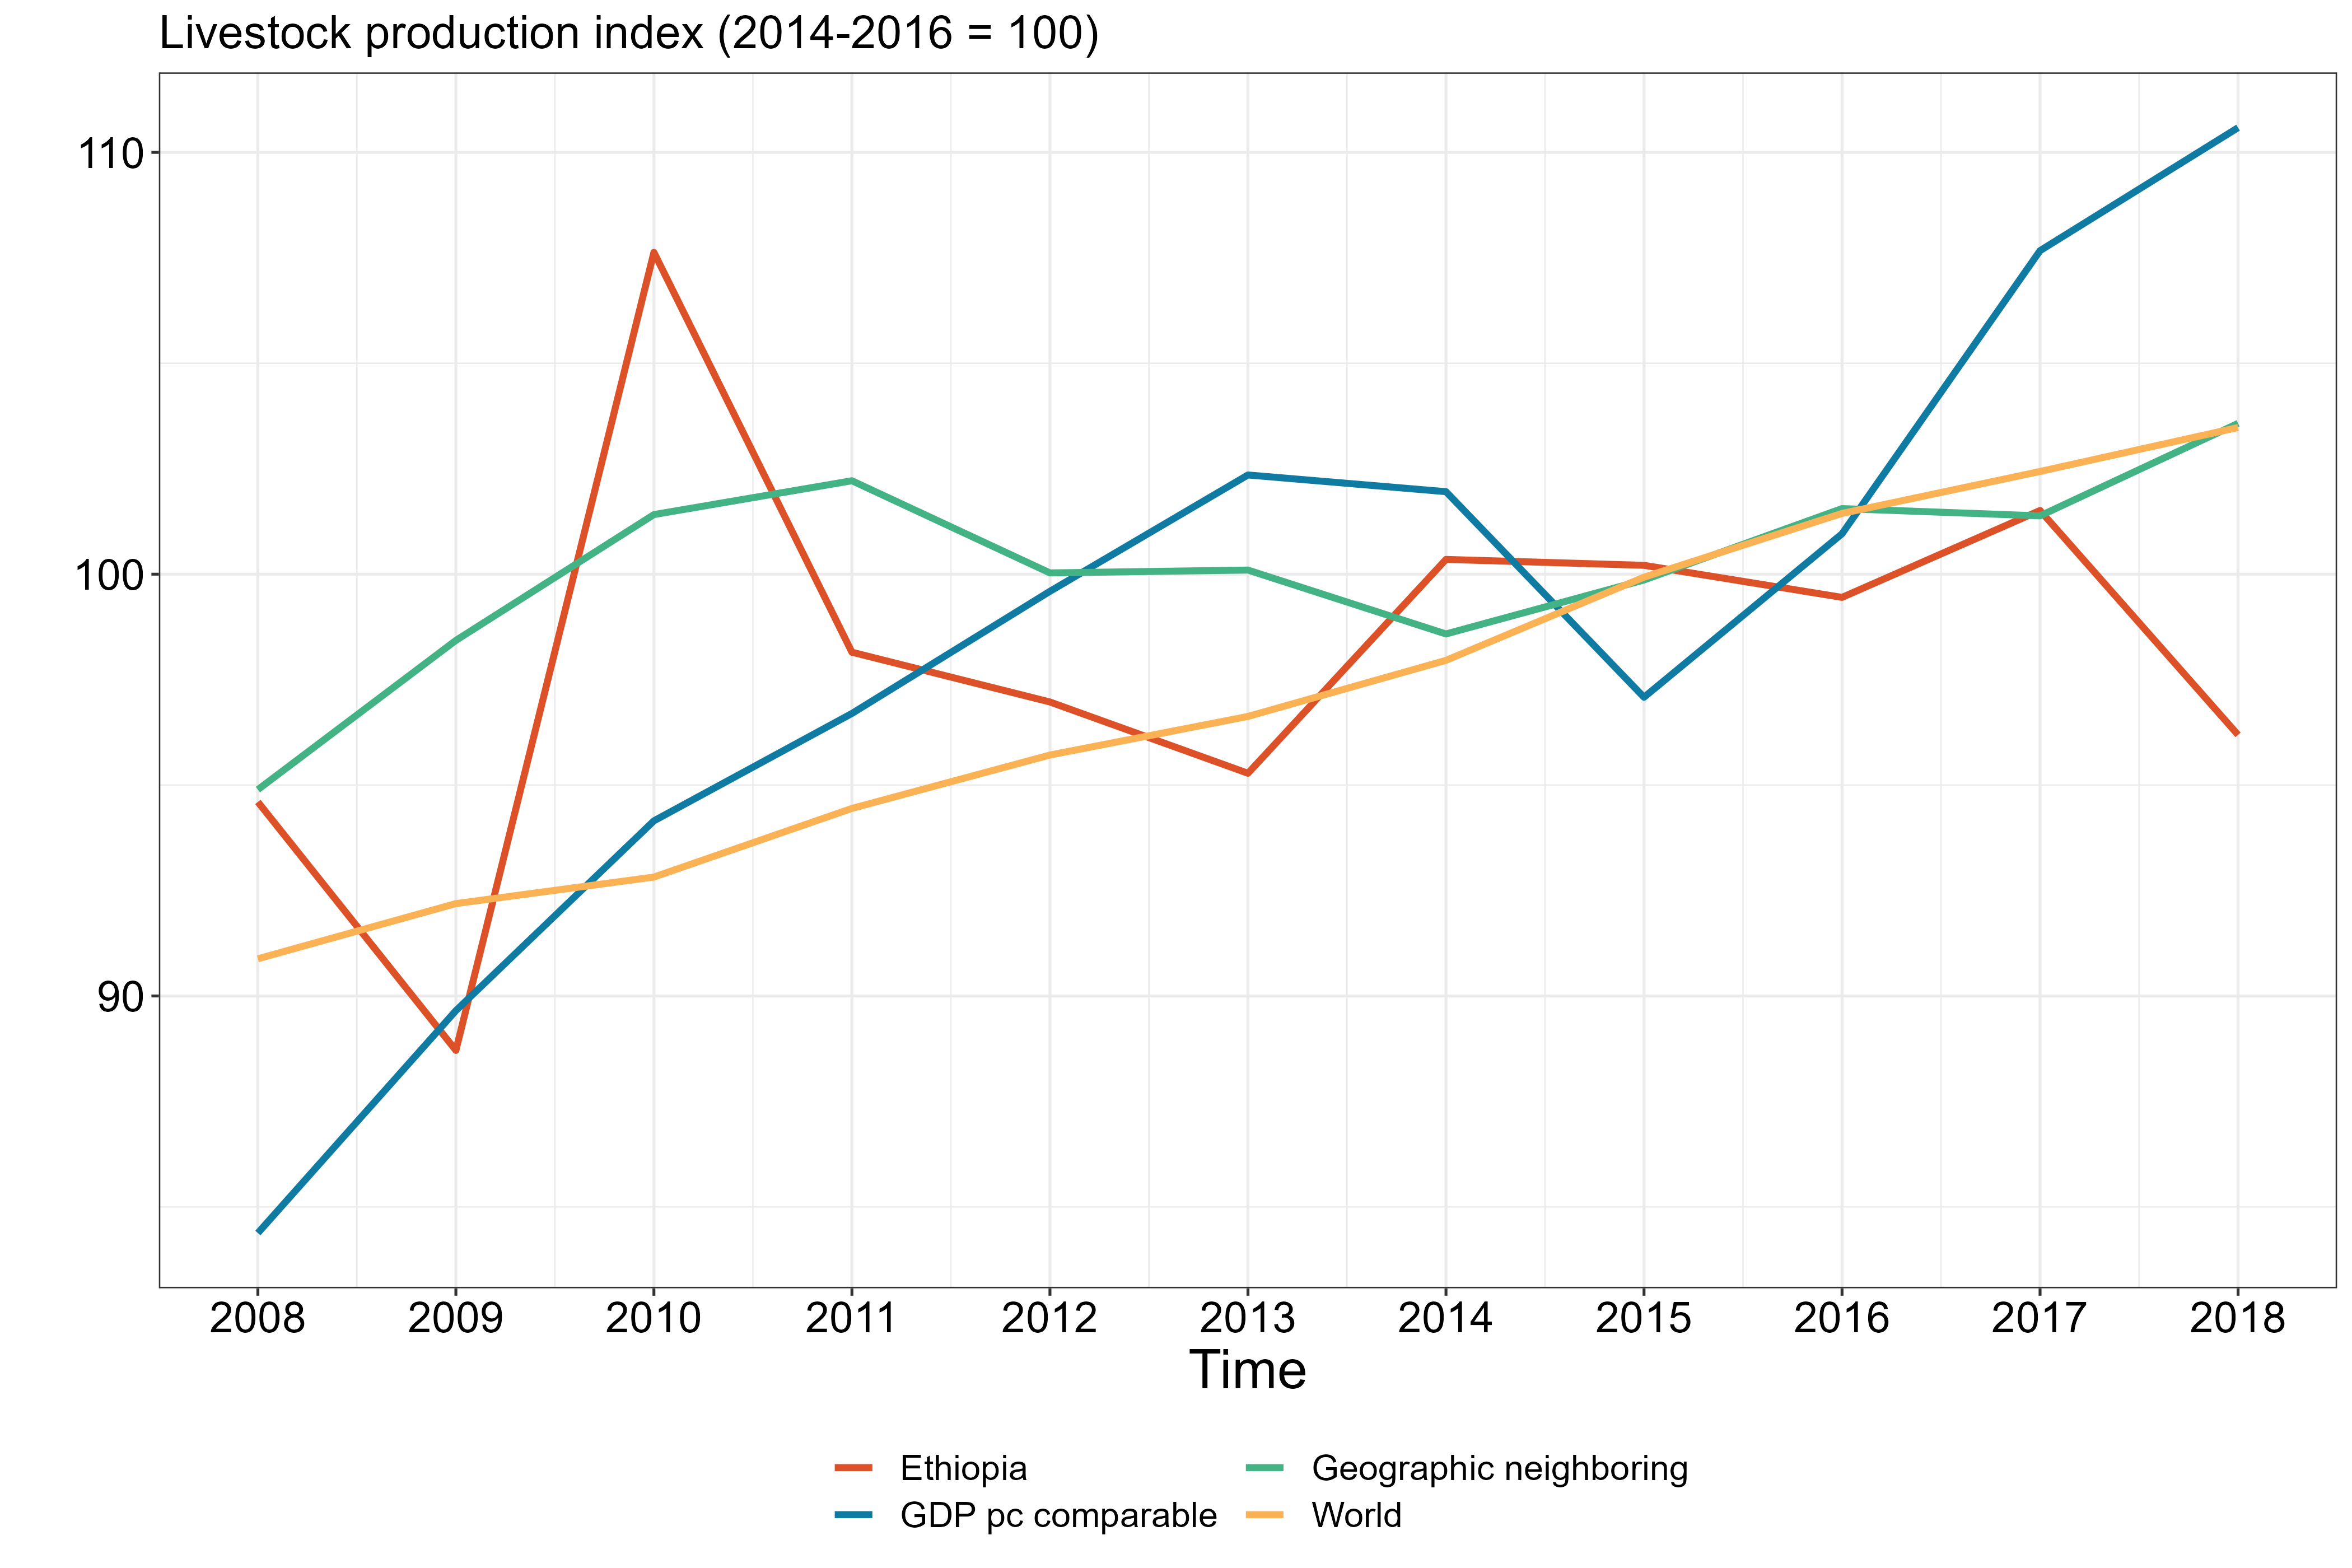 Livestock production index (2014-2016 = 100)
110
100
90
2008 2009 2010 2011 2012 2013 2014 2015 2016 2017 2018
Time
Ethiopia Geographic neighboring
GDP pc comparable World